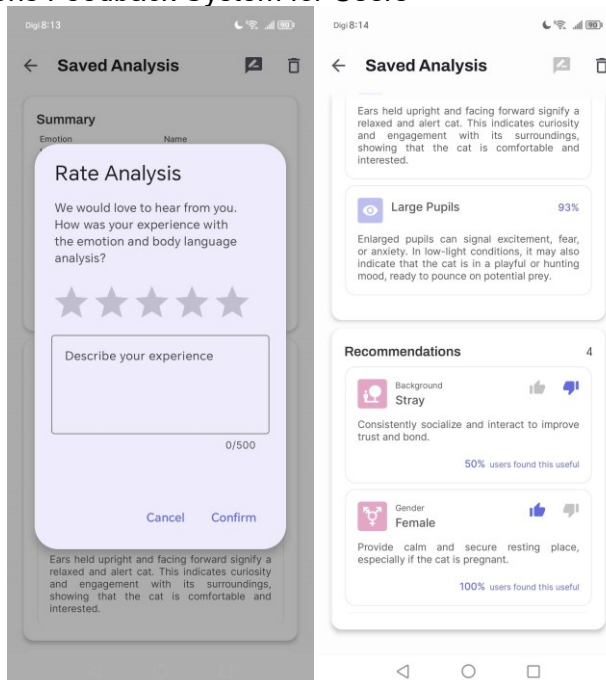 Feedback System for Users
Digi 8:13
90
Saved Analysis
Summary
Emotion Name
Rate Analysis
We would love to hear from you.
How was your experience with
the emotion and body language
analysis?
Describe your experience
0/500
Cancel Confirm
Ears held upright and facing forward signify a
relaxed and alert cat. This indicates curiosity
and engagement with its surroundings,
showing that the cat is comfortable and
interested.
Digi 8:14
90
Saved Analysis
Ears held upright and facing forward signify a
relaxed and alert cat. This indicates curiosity
and engagement with its surroundings,
showing that the cat is comfortable and
interested.
Large Pupils 93%
Enlarged pupils can signal excitement, fear,
or anxiety. In low-light conditions, it may also
indicate that the cat is in a playful or hunting
mood, ready to pounce on potential prey.
Recommendations 4
Background
Stray
Consistently socialize and interact to improve
trust and bond.
50% users found this useful
Gender
Female
Provide calm and secure resting place,
especially if the cat is pregnant.
100% users found this useful